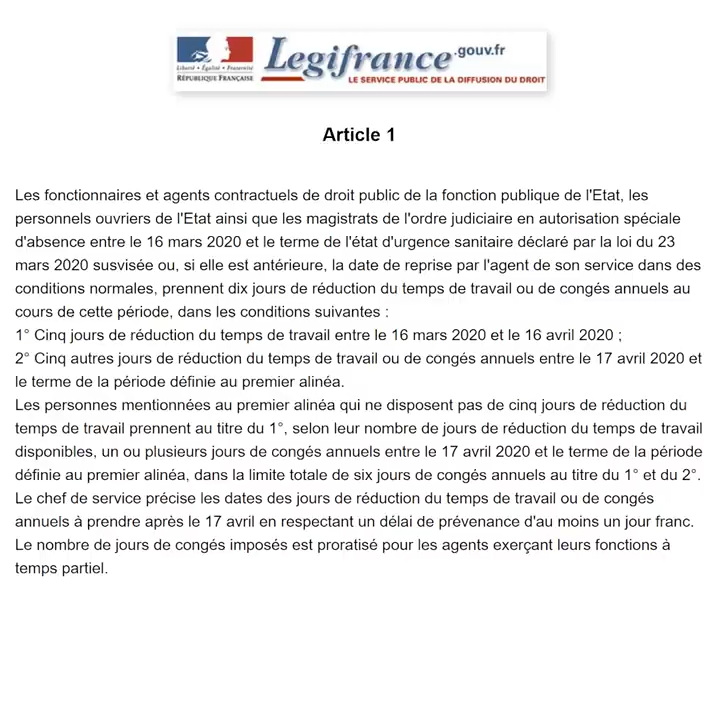 Liberté • Égalité • Fraternité
RÉPUBLIQUE FRANÇAISE
Legifrance.gouv.fr
LE SERVICE PUBLIC DE LA DIFFUSION DU DROIT
Article 1
Les fonctionnaires et agents contractuels de droit public de la fonction publique de l'Etat, les
personnels ouvriers de l'Etat ainsi que les magistrats de l'ordre judiciaire en autorisation spéciale
d'absence entre le 16 mars 2020 et le terme de l'état d'urgence sanitaire déclaré par la loi du 23
mars 2020 susvisée ou, si elle est antérieure, la date de reprise par l'agent de son service dans des
conditions normales, prennent dix jours de réduction du temps de travail ou de congés annuels au
cours de cette période, dans les conditions suivantes :
1° Cinq jours de réduction du temps de travail entre le 16 mars 2020 et le 16 avril 2020 ;
2° Cinq autres jours de réduction du temps de travail ou de congés annuels entre le 17 avril 2020 et
le terme de la période définie au premier alinéa.
Les personnes mentionnées au premier alinéa qui ne disposent pas de cinq jours de réduction du
temps de travail prennent au titre du 1°, selon leur nombre de jours de réduction du temps de travail
disponibles, un ou plusieurs jours de congés annuels entre le 17 avril 2020 et le terme de la période
définie au premier alinéa, dans la limite totale de six jours de congés annuels au titre du 1° et du 2°.
Le chef de service précise les dates des jours de réduction du temps de travail ou de congés
annuels à prendre après le 17 avril en respectant un délai de prévenance d'au moins un jour franc.
Le nombre de jours de congés imposés est proratisé pour les agents exerçant leurs fonctions à
temps partiel.